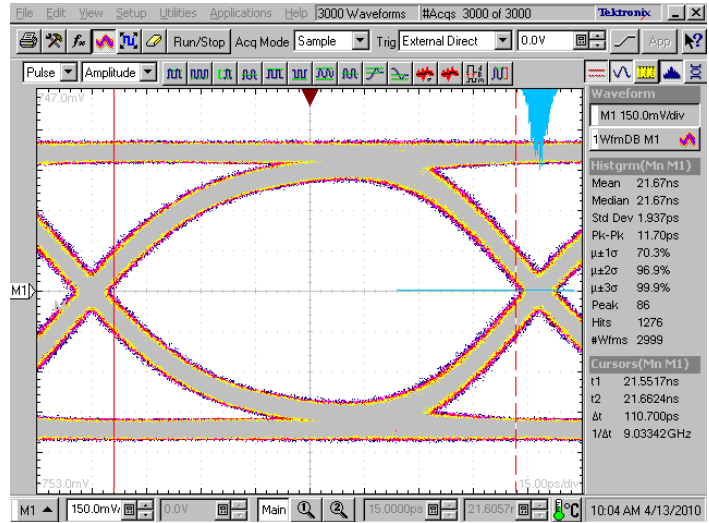 File Edit View Setup Utilities Applications Help 3000 Waveforms #Acqs 3000 of 3000 Tektronix
Run/Stop Acq Mode Sample Trig External Direct 0.0V App
Pulse Amplitude
747.0mV
Waveform
M1 150.0mV/div
1WfmDB M1
Histgrm(Mn M1)
Mean 21.67ns
Median 21.67ns
Std Dev 1.937ps
Pk-Pk 11.70ps
µ±1σ 70.3%
µ±2σ 96.9%
µ±3σ 99.9%
Peak 86
Hits 1276
#Wfms 2999
M1
Cursors(Mn M1)
t1 21.5517ns
t2 21.6624ns
Δt 110.700ps
1/Δt 9.03342GHz
-753.0mV
15.00ps/div
M1 150.0mV 0.0V Main 1 2 15.0000ps 21.6057r °C 10:04 AM 4/13/2010